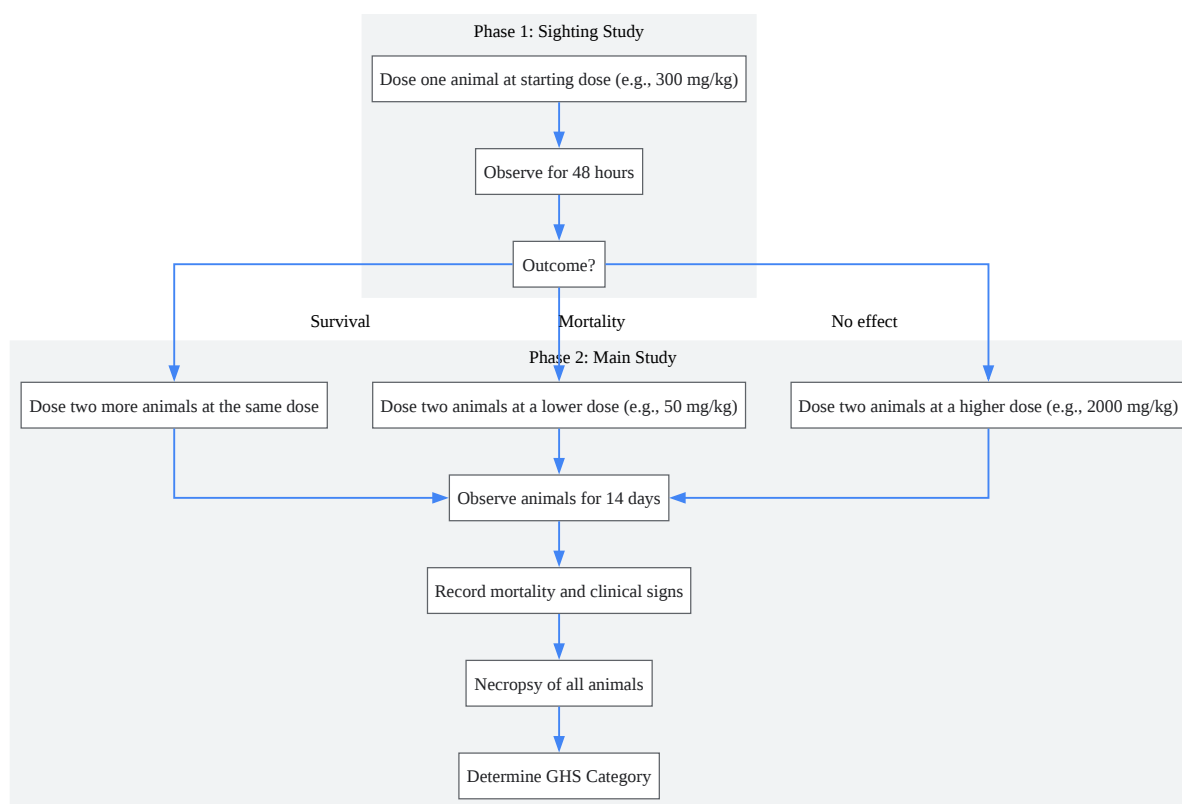 Phase 1: Sighting Study
Dose one animal at starting dose (e.g., 300 mg/kg)
Observe for 48 hours
Outcome?
Survival
Mortality
No effect
Phase 2: Main Study
Dose two more animals at the same dose
Dose two animals at a lower dose (e.g., 50 mg/kg)
Dose two animals at a higher dose (e.g., 2000 mg/kg)
Observe animals for 14 days
Record mortality and clinical signs
Necropsy of all animals
Determine GHS Category